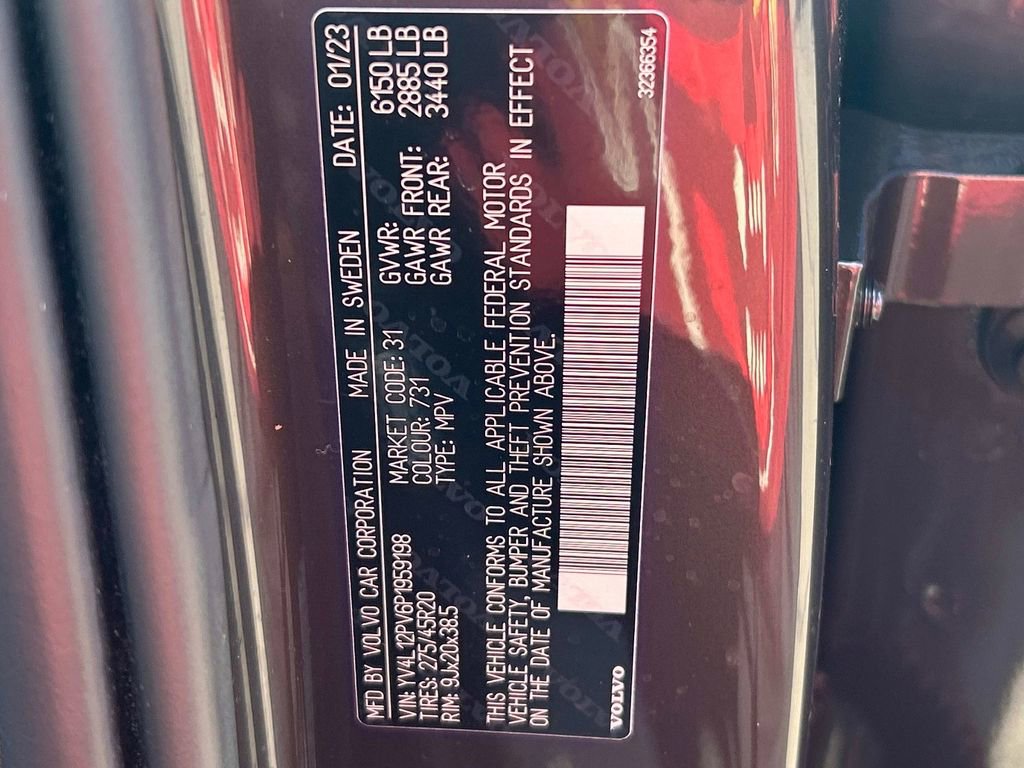 MFD BY VOLVO CAR CORPORATION MADE IN SWEDEN DATE: 01/23
VIN: YV4L12PV6P1959198
TIRES: 275/45R20
RIM: 9Jx20x38.5
MARKET CODE: 31
COLOUR: 731
TYPE: MPV
GVWR: 6150 LB
GAWR FRONT: 2885 LB
GAWR REAR: 3440 LB
THIS VEHICLE CONFORMS TO ALL APPLICABLE FEDERAL MOTOR
VEHICLE SAFETY, BUMPER AND THEFT PREVENTION STANDARDS IN EFFECT
ON THE DATE OF MANUFACTURE SHOWN ABOVE.
VOLVO
32366354